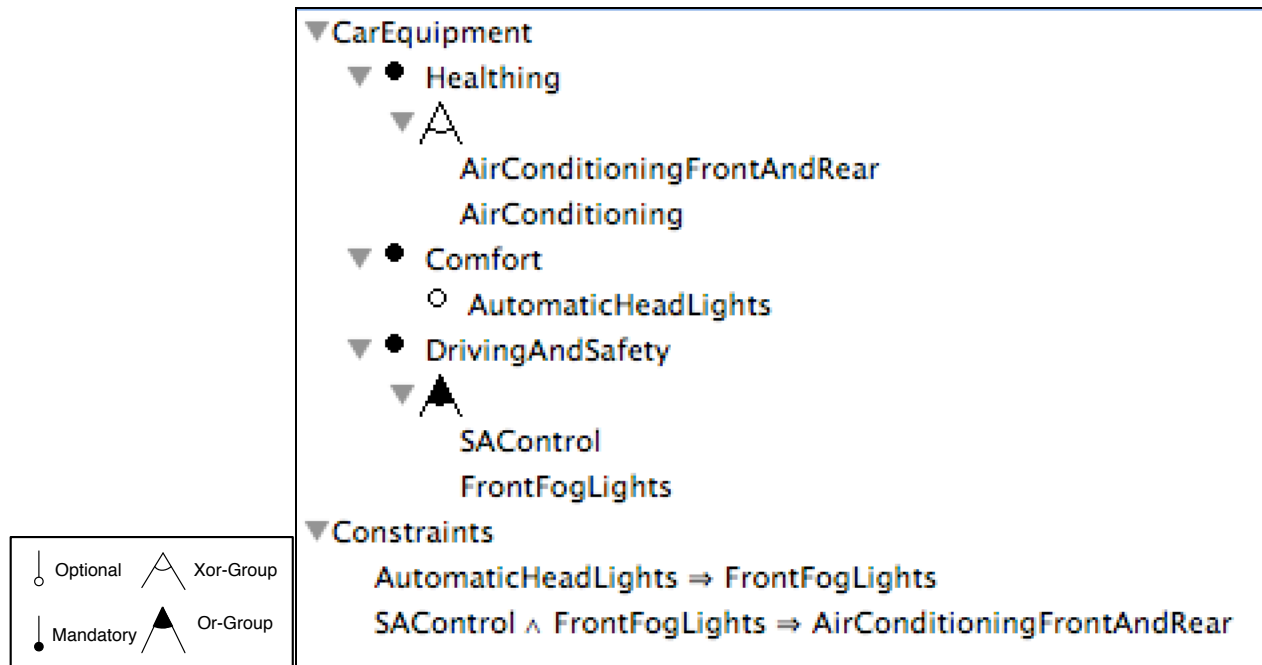 CarEquipment
Healthing
AirConditioningFrontAndRear
AirConditioning
Comfort
AutomaticHeadLights
DrivingAndSafety
SAControl
FrontFogLights
Constraints
AutomaticHeadLights ⇒ FrontFogLights
SAControl ∧ FrontFogLights ⇒ AirConditioningFrontAndRear
Optional Xor-Group
Mandatory Or-Group